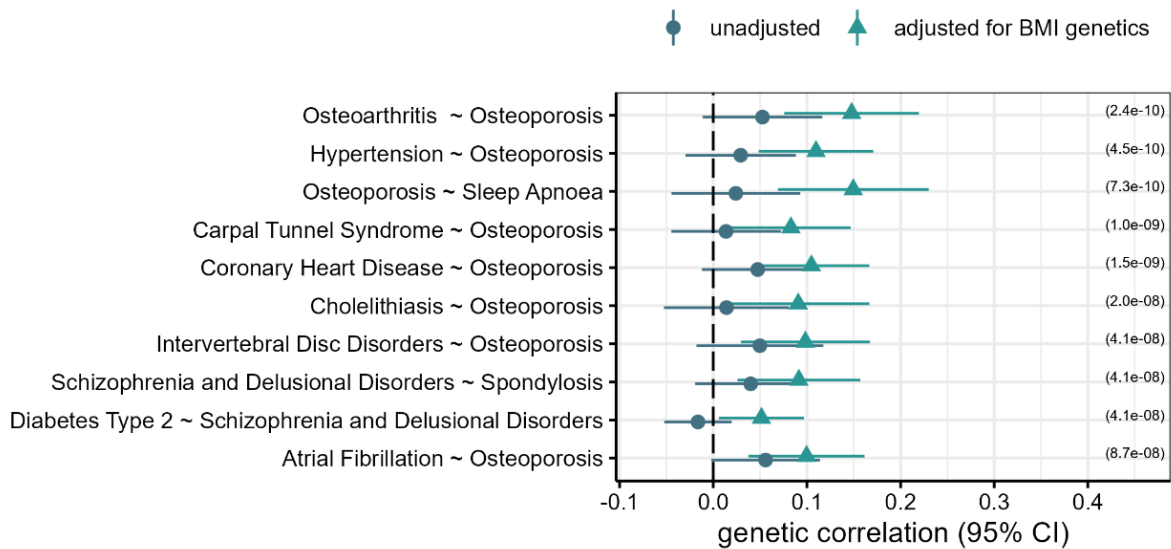 unadjusted adjusted for BMI genetics
Osteoarthritis ~ Osteoporosis (2.4e-10)
Hypertension ~ Osteoporosis (4.5e-10)
Osteoporosis ~ Sleep Apnoea (7.3e-10)
Carpal Tunnel Syndrome ~ Osteoporosis (1.0e-09)
Coronary Heart Disease ~ Osteoporosis (1.5e-09)
Cholelithiasis ~ Osteoporosis (2.0e-08)
Intervertebral Disc Disorders ~ Osteoporosis (4.1e-08)
Schizophrenia and Delusional Disorders ~ Spondylosis (4.1e-08)
Diabetes Type 2 ~ Schizophrenia and Delusional Disorders (4.1e-08)
Atrial Fibrillation ~ Osteoporosis (8.7e-08)
-0.1 0.0 0.1 0.2 0.3 0.4
genetic correlation (95% CI)